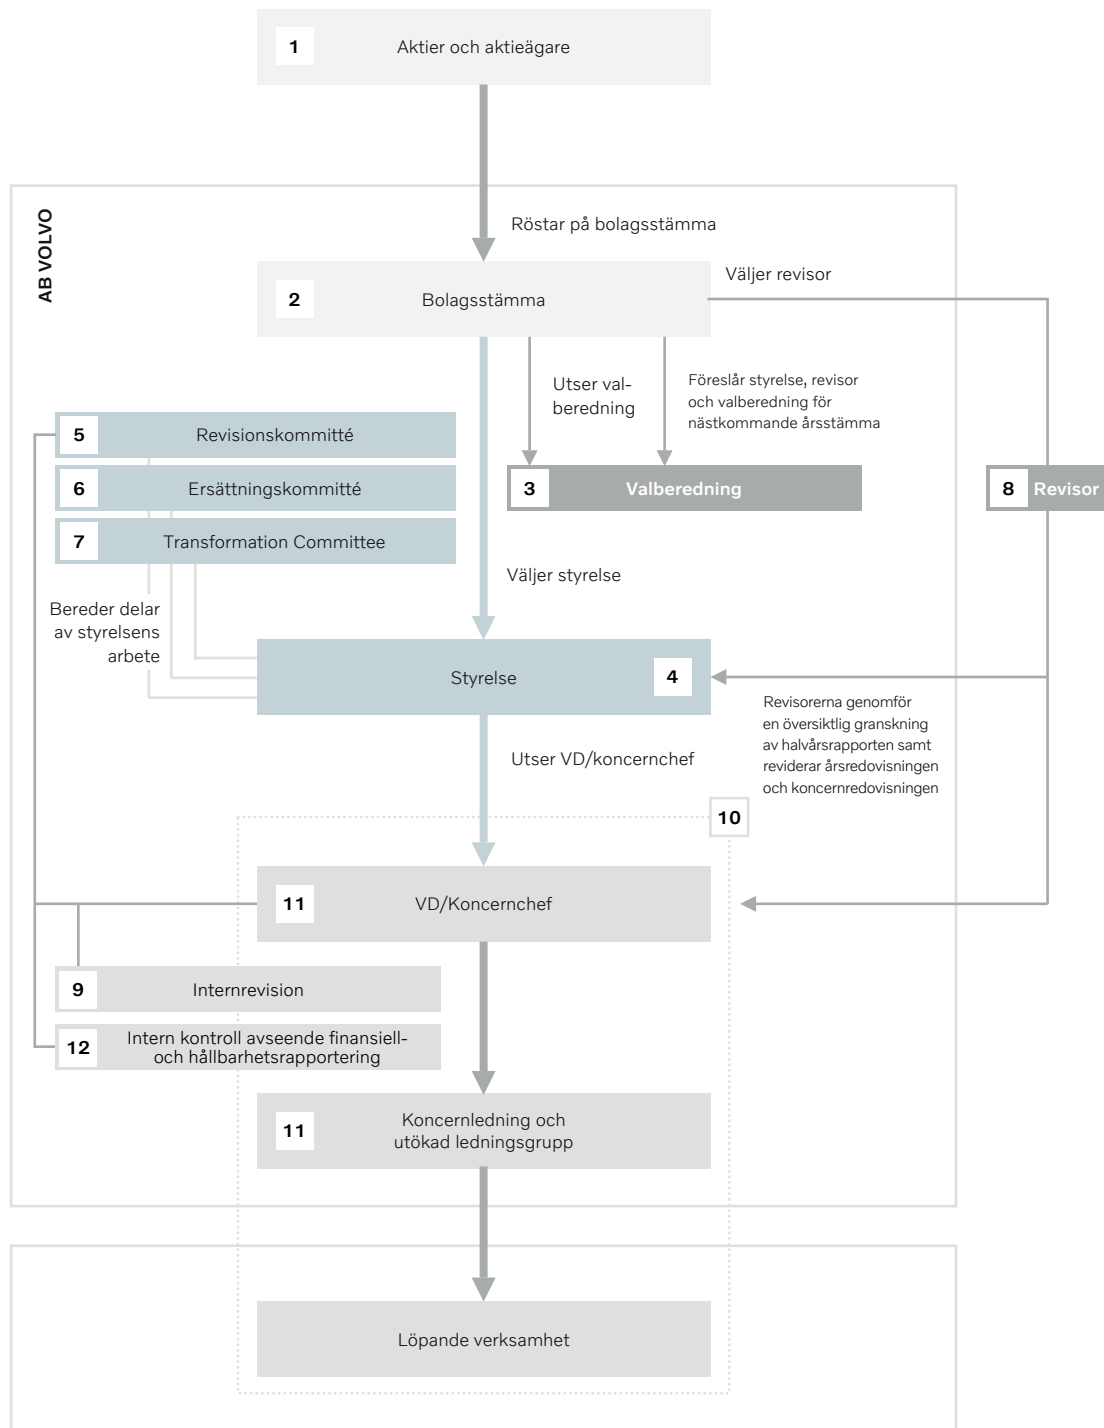 1
Aktier och aktieägare
AB VOLVO
Röstar på bolagsstämma
Väljer revisor
2
Bolagsstämma
Utser val-
beredning
Föreslår styrelse, revisor
och valberedning för
nästkommande årsstämma
5
Revisionskommitté
6
Ersättningskommitté
7
Transformation Committee
3
Valberedning
8
Revisor
Väljer styrelse
Bereder delar
av styrelsens
arbete
Styrelse
4
Revisorerna genomför
en översiktlig granskning
av halvårsrapporten samt
reviderar årsredovisningen
och koncernredovisningen
Utser VD/koncernchef
10
11
VD/Koncernchef
9
Internrevision
12
Intern kontroll avseende finansiell-
och hållbarhetsrapportering
11
Koncernledning och
utökad ledningsgrupp
Löpande verksamhet